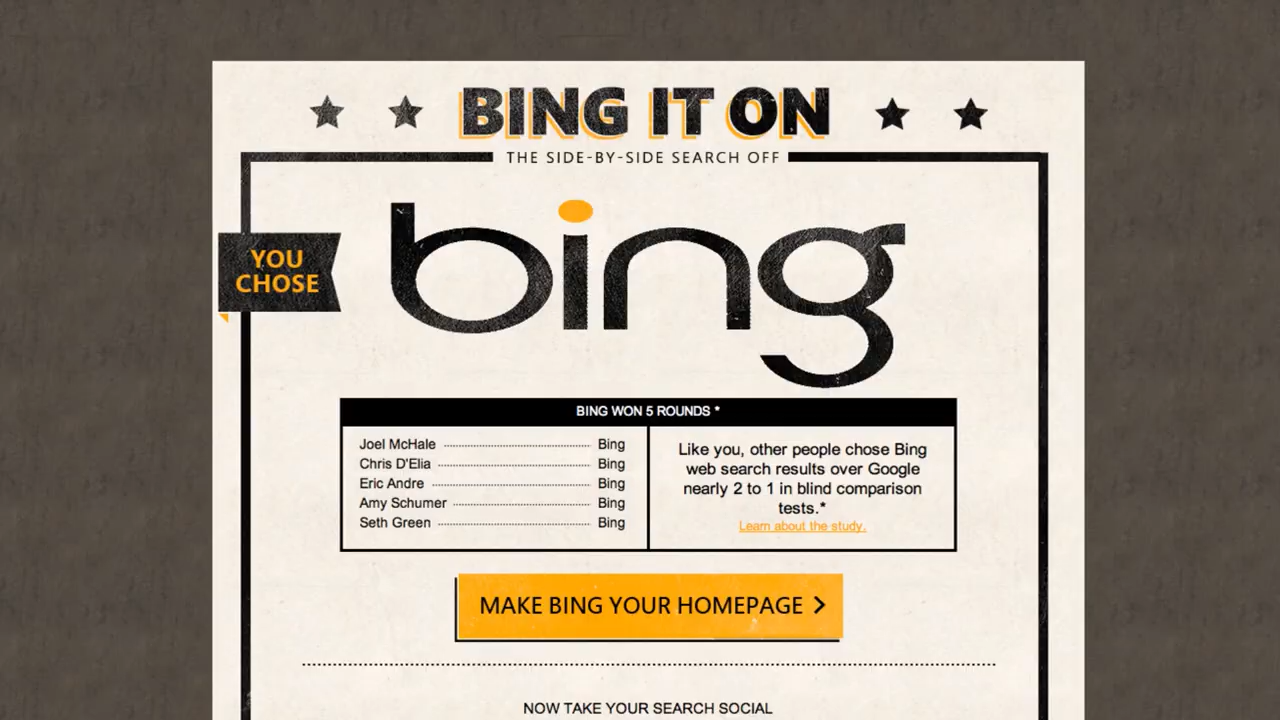 BING IT ON
THE SIDE-BY-SIDE SEARCH OFF
YOU
CHOSE
bing
BING WON 5 ROUNDS *
Joel McHale Bing
Chris D'Elia Bing
Eric Andre Bing
Amy Schumer Bing
Seth Green Bing
Like you, other people chose Bing
web search results over Google
nearly 2 to 1 in blind comparison
tests.*
Learn about the study.
MAKE BING YOUR HOMEPAGE >
NOW TAKE YOUR SEARCH SOCIAL